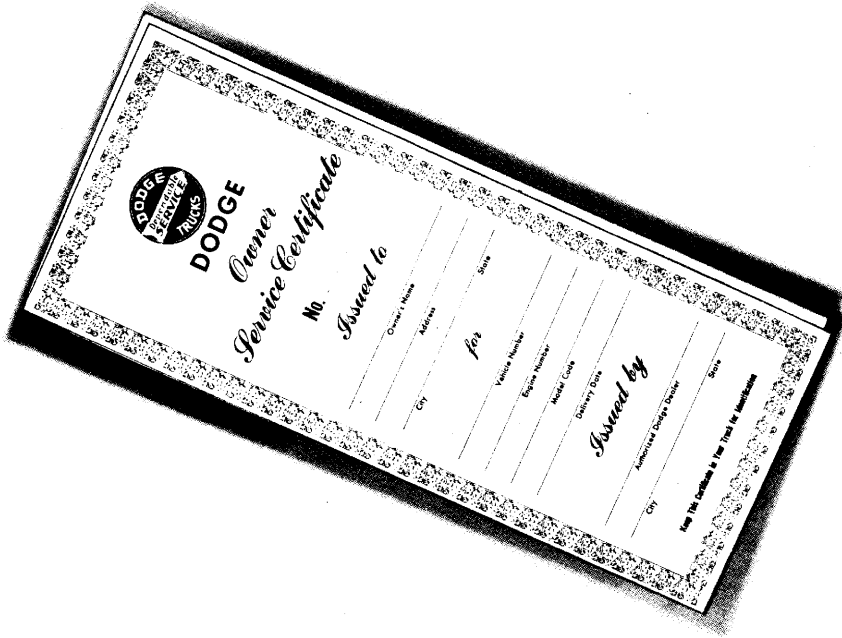 DODGE
Dependable
SERVICE
TRUCKS
DODGE
Owner
Service Certificate
No.
Issued to
Owner's Name
Address
City State
for
Vehicle Number
Engine Number
Model Code
Delivery Date
Issued by
Authorized Dodge Dealer
City State
Keep This Certificate in Your Truck for Identification